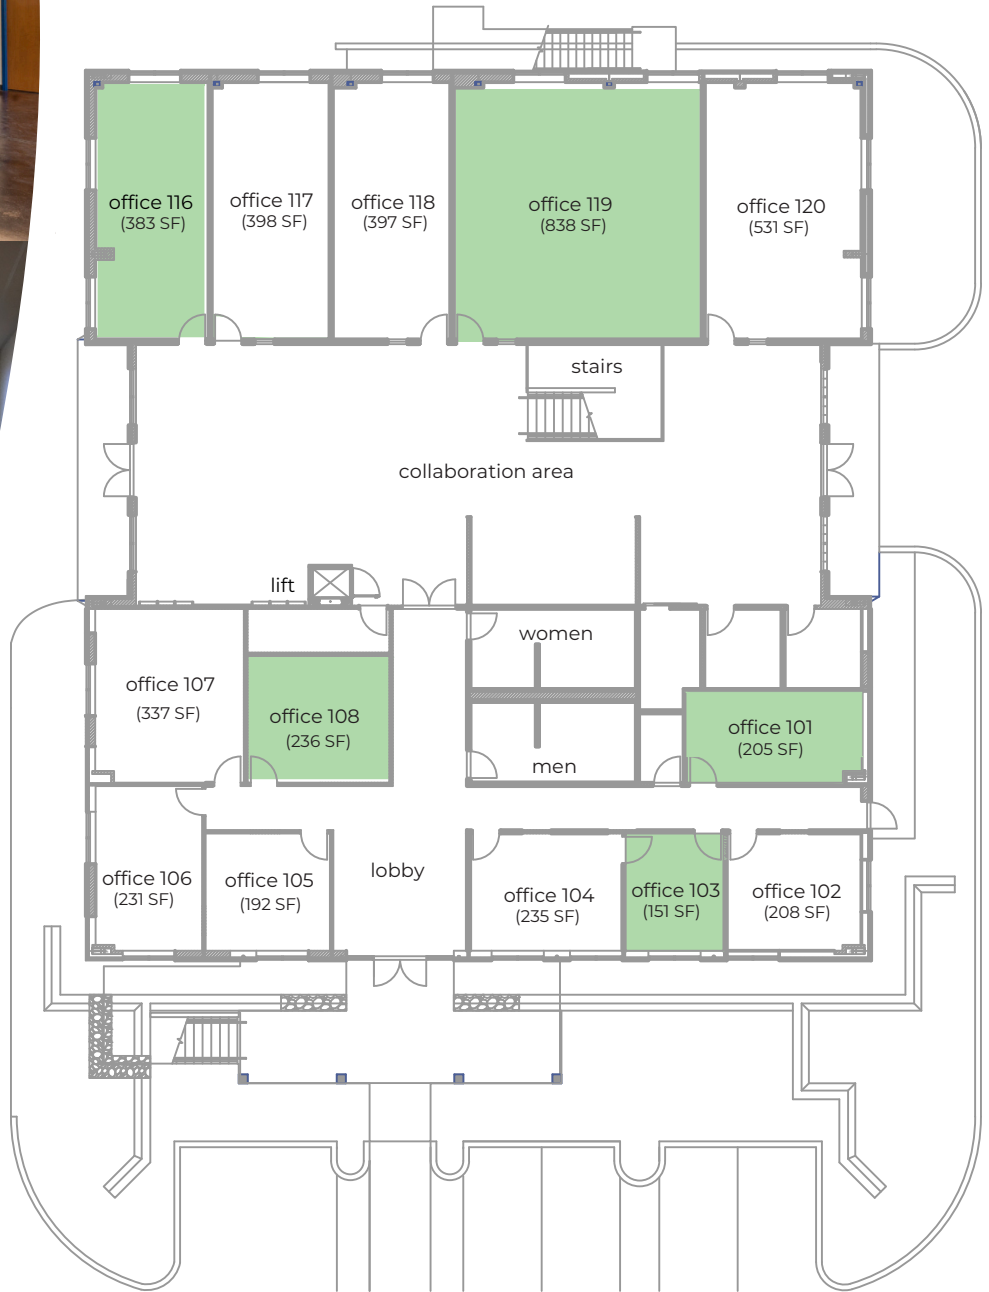 office 116
(383 SF)
office 117
(398 SF)
office 118
(397 SF)
office 119
(838 SF)
office 120
(531 SF)
stairs
collaboration area
lift
women
office 107
(337 SF)
office 108
(236 SF)
office 101
(205 SF)
men
office 106
(231 SF)
office 105
(192 SF)
lobby
office 104
(235 SF)
office 103
(151 SF)
office 102
(208 SF)